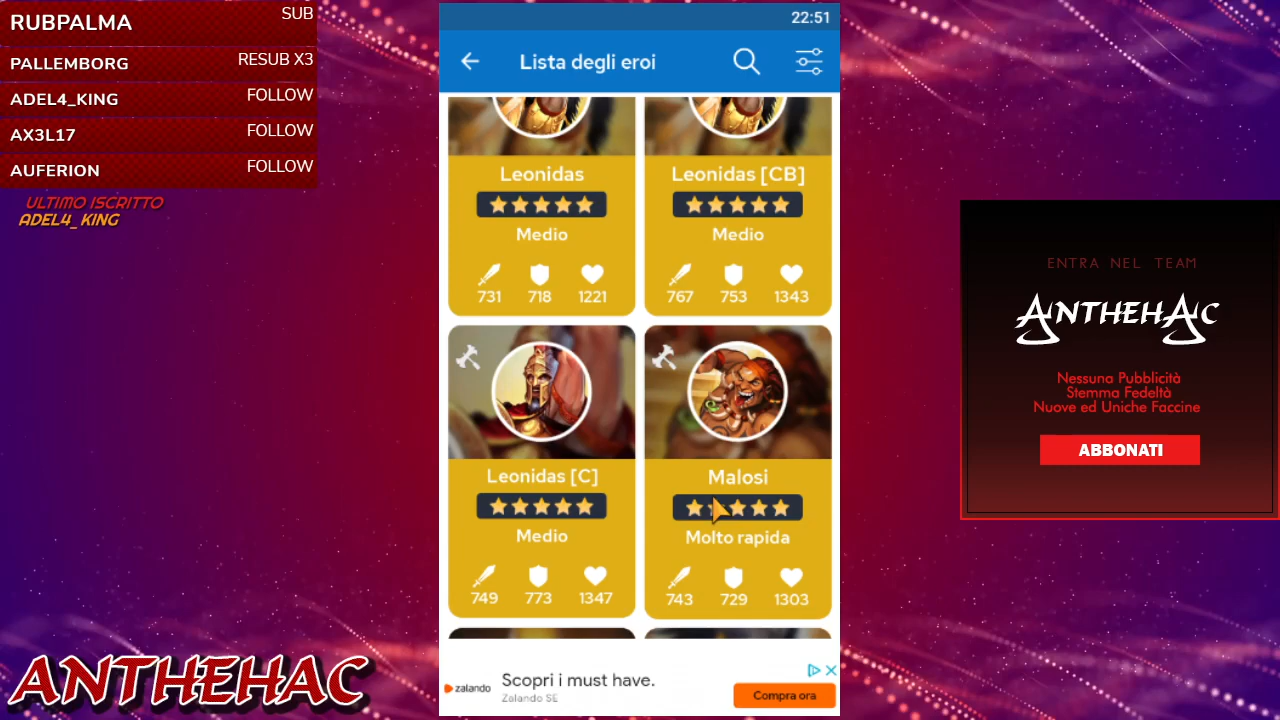 RUBPALMA SUB
PALLEMBORG RESUB X3
ADEL4_KING FOLLOW
AX3L17 FOLLOW
AUFERION FOLLOW
ULTIMO ISCRITTO
ADEL4_KING
22:51
Lista degli eroi
Leonidas
Medio
731 718 1221
Leonidas [CB]
Medio
767 753 1343
Leonidas [C]
Medio
749 773 1347
Malosi
Molto rapida
743 729 1303
zalando
Scopri i must have.
Zalando SE
Compra ora
ENTRA NEL TEAM
ANTHEHAC
Nessuna Pubblicità
Stemma Fedeltà
Nuove ed Uniche Faccine
ABBONATI
ANTHEHAC